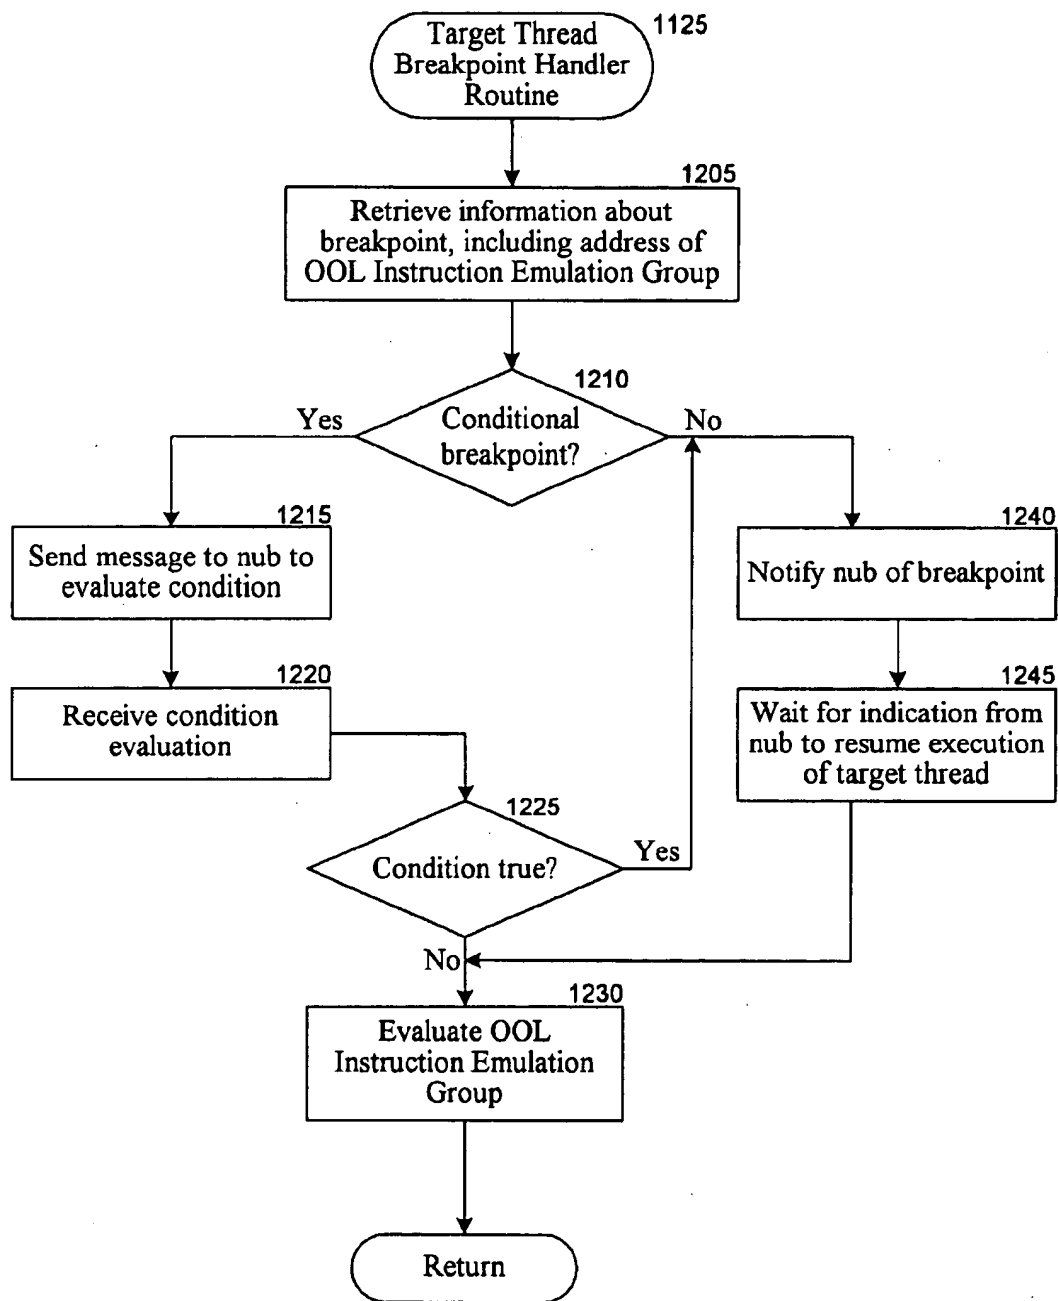 Target Thread
Breakpoint Handler
Routine
1125
1205
Retrieve information about
breakpoint, including address of
OOL Instruction Emulation Group
1210
Conditional
breakpoint?
Yes
No
1215
Send message to nub to
evaluate condition
1240
Notify nub of breakpoint
1220
Receive condition
evaluation
1245
Wait for indication from
nub to resume execution
of target thread
1225
Condition true?
Yes
No
1230
Evaluate OOL
Instruction Emulation
Group
Return